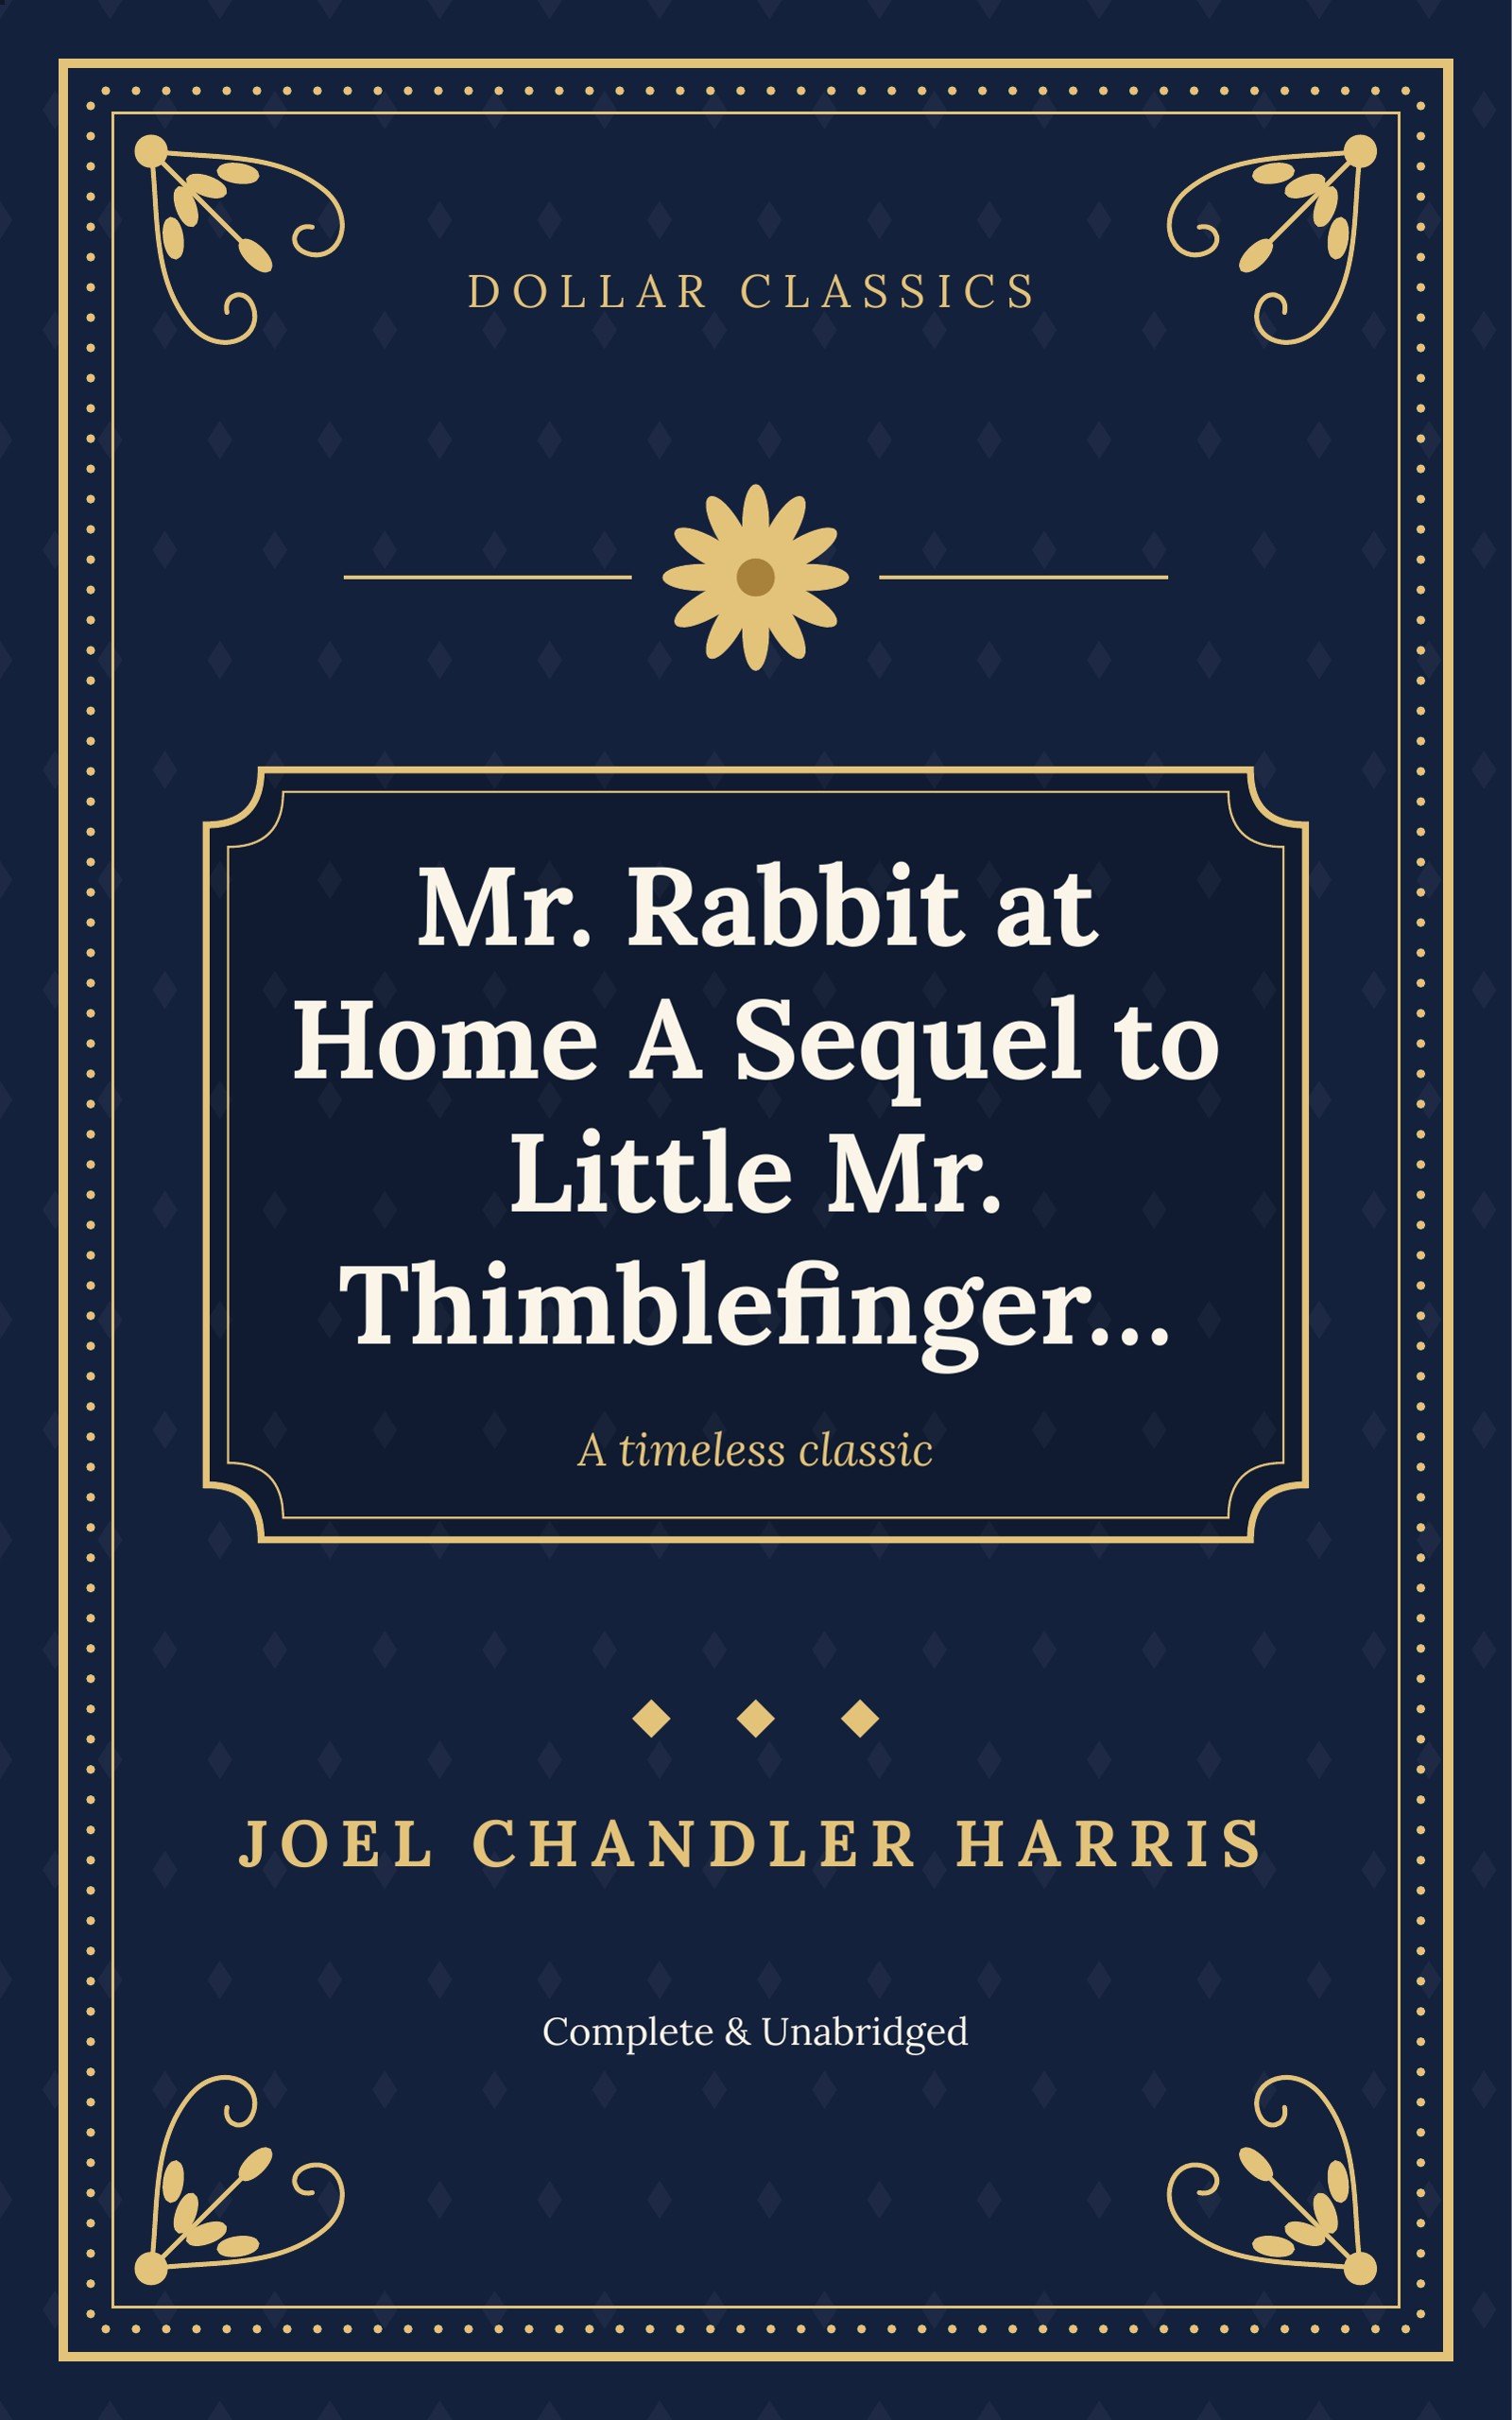 DOLLAR CLASSICS
Mr. Rabbit at
Home A Sequel to
Little Mr.
Thimblefinger...
A timeless classic
JOEL CHANDLER HARRIS
Complete & Unabridged